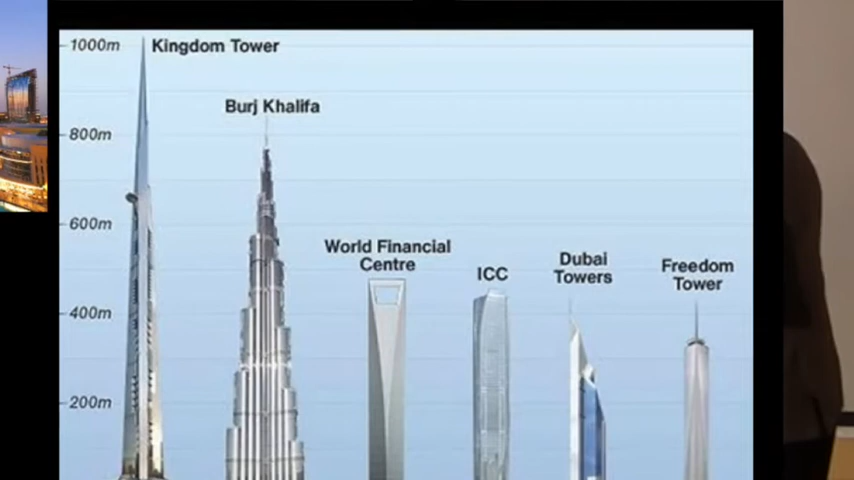 1000m
Kingdom Tower
Burj Khalifa
800m
600m
World Financial
Centre
ICC
Dubai
Towers
Freedom
Tower
400m
200m